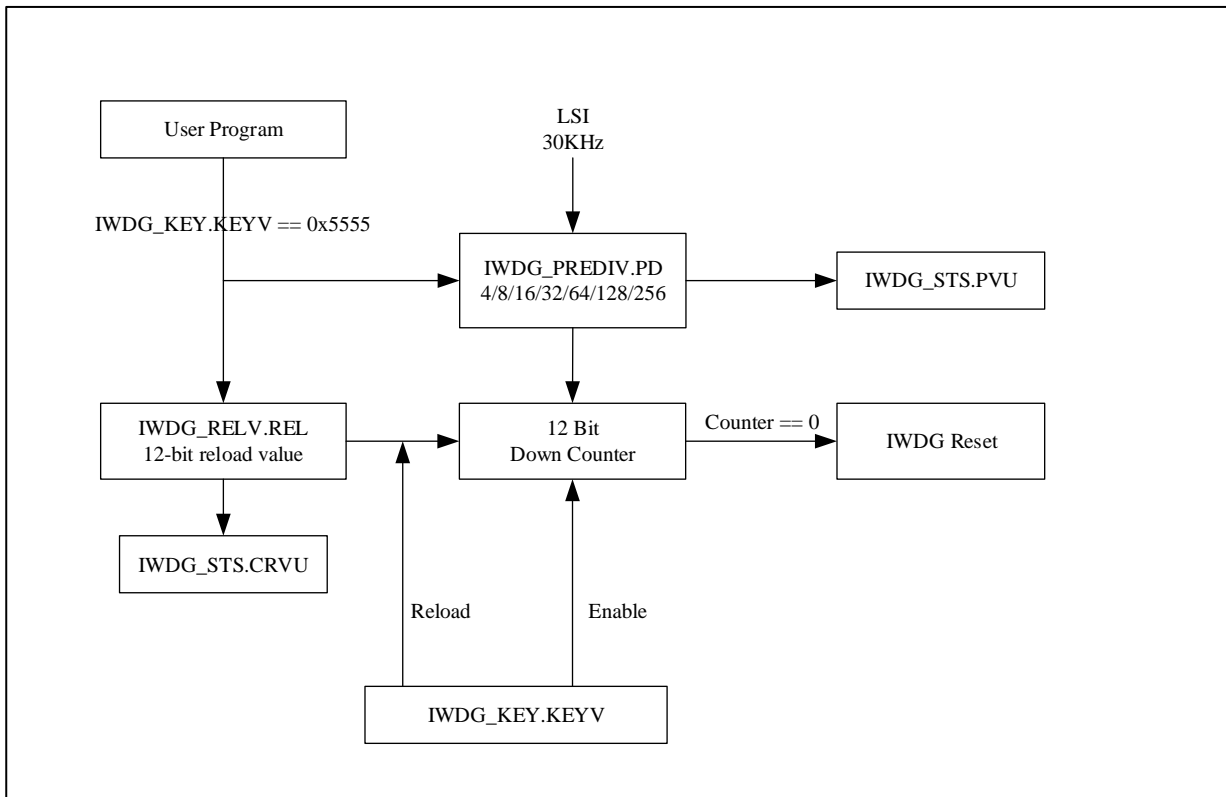 User Program
LSI
30KHz
IWDG_KEY.KEYV == 0x5555
IWDG_PREDIV.PD
4/8/16/32/64/128/256
IWDG_STS.PVU
IWDG_RELV.REL
12-bit reload value
12 Bit
Down Counter
Counter == 0
IWDG Reset
IWDG_STS.CRVU
Reload
Enable
IWDG_KEY.KEYV